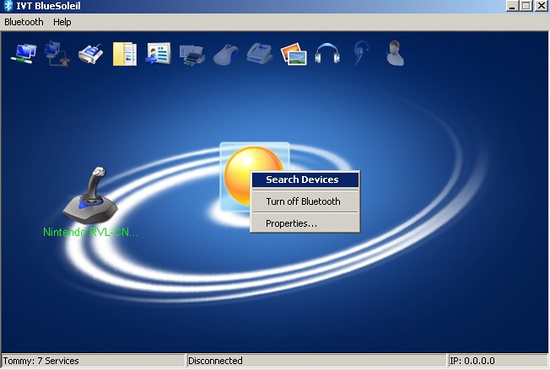 IVT BlueSoleil
Bluetooth Help
Search Devices
Turn off Bluetooth
Properties...
Nintendo RVL-CN...
Tommy: 7 Services Disconnected IP: 0.0.0.0